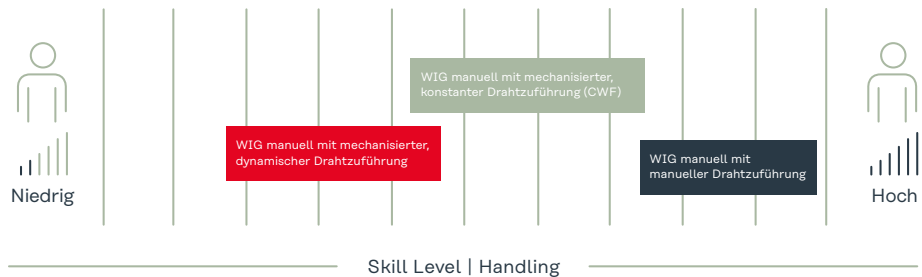 WIG manuell mit mechanisierter,
konstanter Drahtzuführung (CWF)
WIG manuell mit mechanisierter,
dynamischer Drahtzuführung
WIG manuell mit
manueller Drahtzuführung
Niedrig
Hoch
Skill Level | Handling